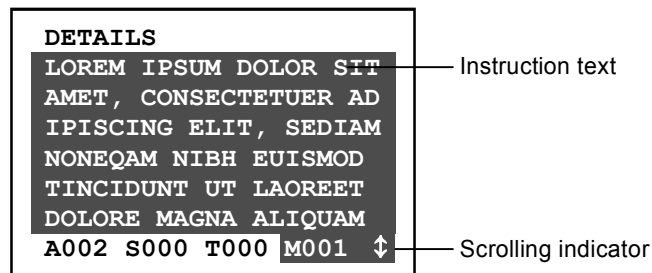 DETAILS
LOREM IPSUM DOLOR SIT
AMET, CONSECTETUER AD
IPISCING ELIT, SEDIAM
NONEQAM NIBH EUISMOD
TINCIDUNT UT LAOREET
DOLORE MAGNA ALIQUAM
A002 S000 T000 M001 ↕
Instruction text
Scrolling indicator